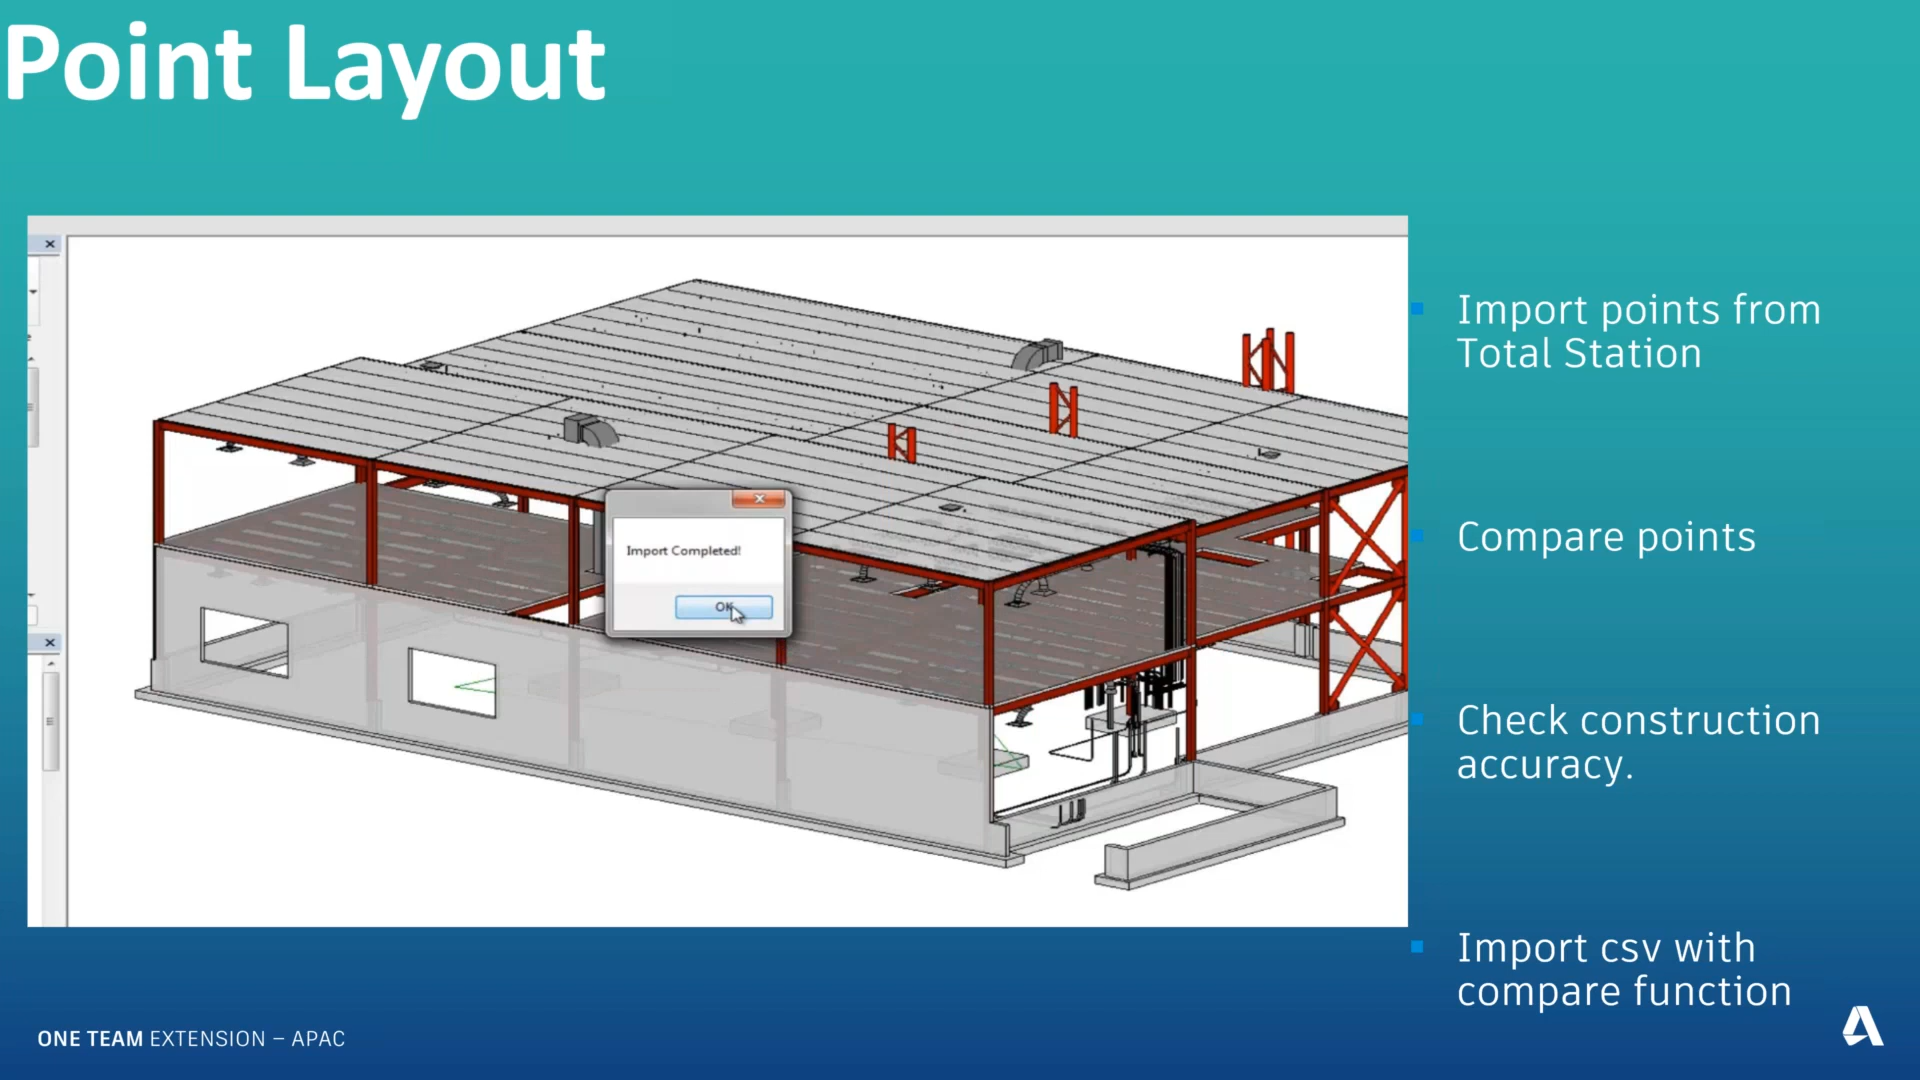 Point Layout
Import Completed!
OK
Import points from
Total Station
Compare points
Check construction
accuracy.
Import csv with
compare function
ONE TEAM EXTENSION – APAC